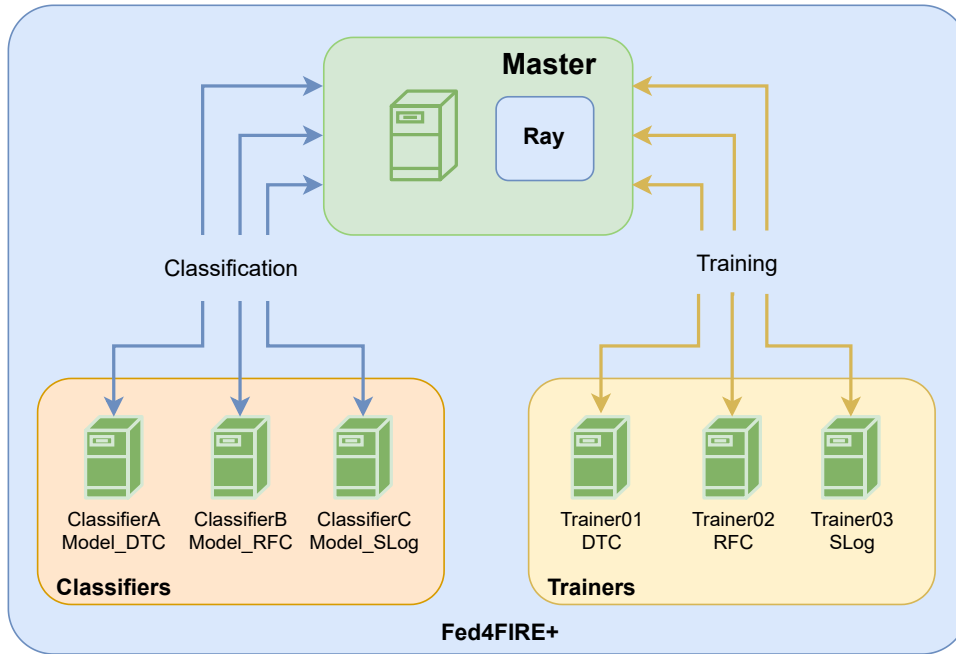 Master
Ray
Classification
Training
ClassifierA
Model_DTC
ClassifierB
Model_RFC
ClassifierC
Model_SLog
Classifiers
Trainer01
DTC
Trainer02
RFC
Trainer03
SLog
Trainers
Fed4FIRE+